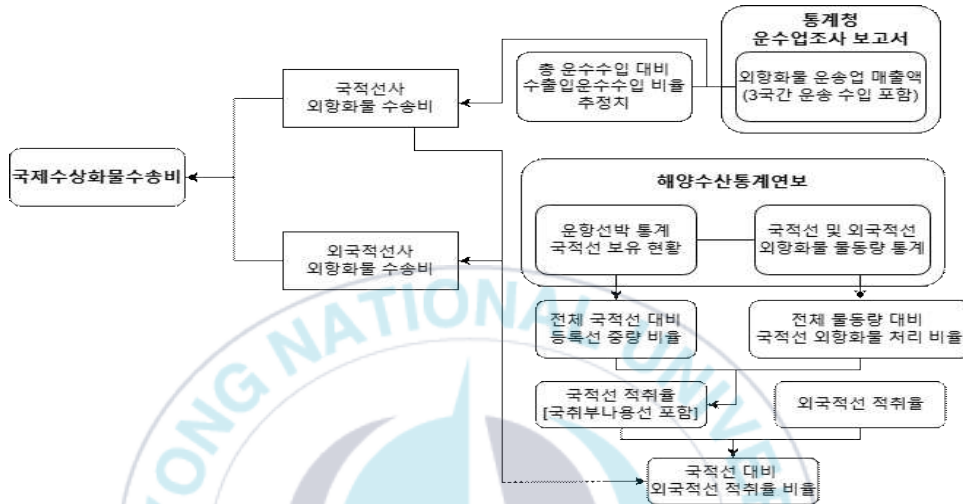 통계청
운수업조사 보고서
외항화물 운송업 매출액
(3국간 운송 수입 포함)
총 운수수입 대비
수출입운수수입 비율
추정치
국적선사
외항화물 수송비
국제수상화물수송비
외국적선사
외항화물 수송비
해양수산통계연보
운항선박 통계
국적선 보유 현황
국적선 및 외국적선
외항화물 물동량 통계
전체 국적선 대비
등록선 중량 비율
전체 물동량 대비
국적선 외항화물 처리 비율
국적선 적취율
[국취부나용선 포함]
외국적선 적취율
국적선 대비
외국적선 적취율 비율
ONG NATIONAL UNIVE